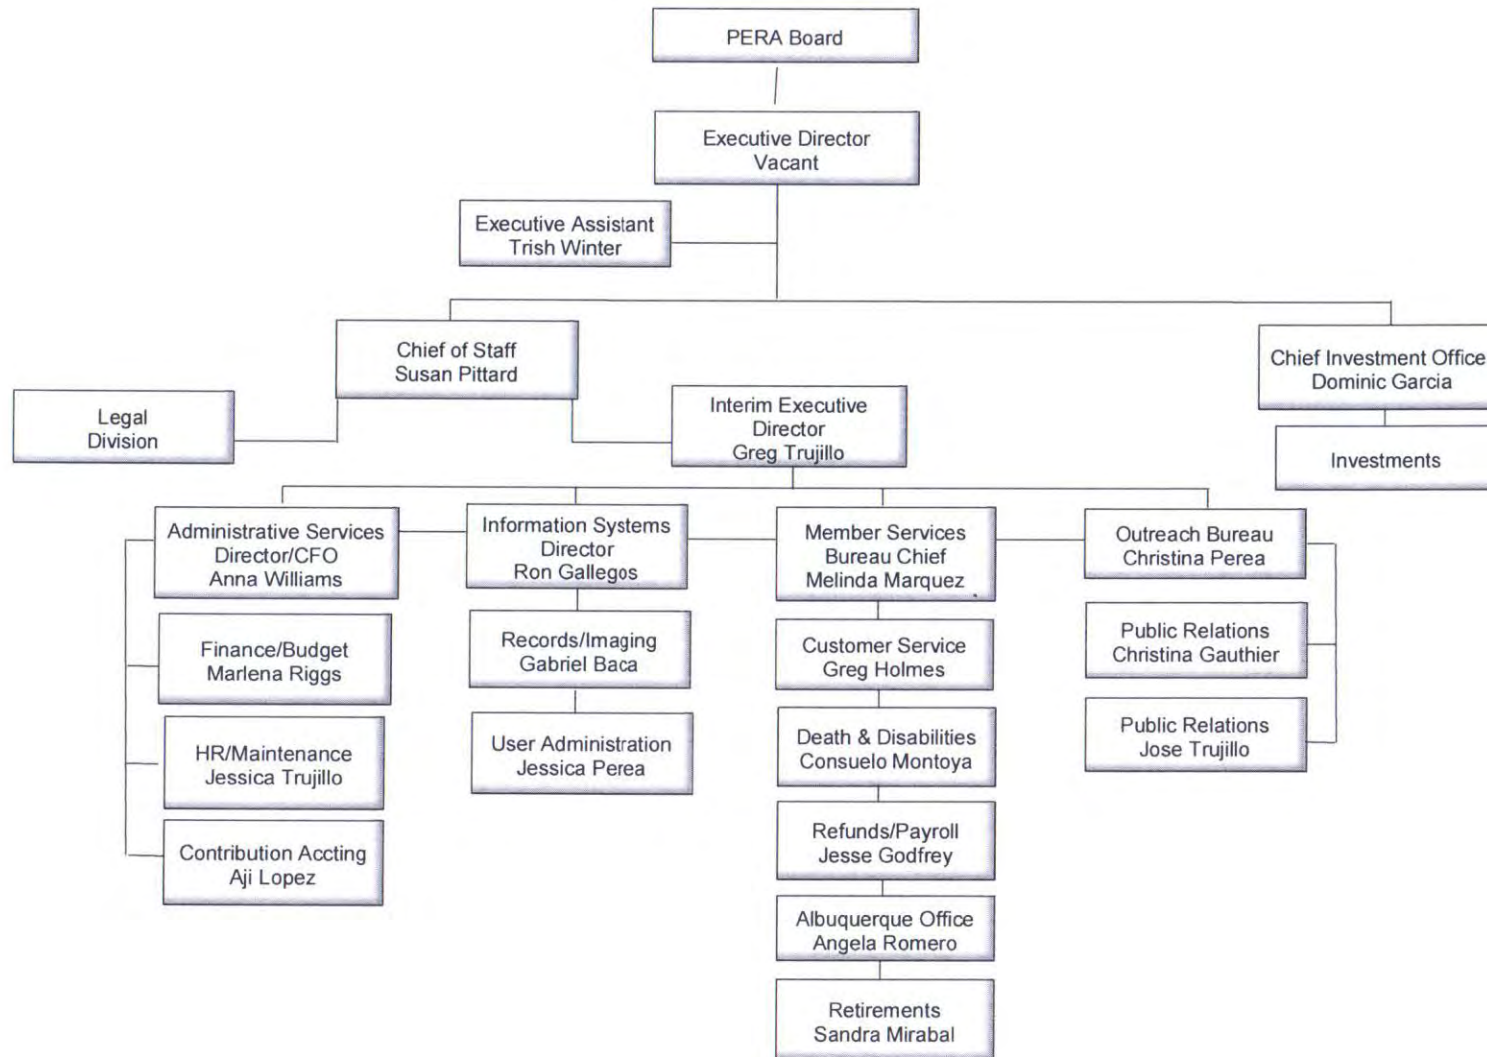 PERA Board
Executive Director
Vacant
Executive Assistant
Trish Winter
Chief of Staff
Susan Pittard
Chief Investment Office
Dominic Garcia
Legal
Division
Interim Executive
Director
Greg Trujillo
Investments
Administrative Services
Director/CFO
Anna Williams
Information Systems
Director
Ron Gallegos
Member Services
Bureau Chief
Melinda Marquez
Outreach Bureau
Christina Perea
Finance/Budget
Marlena Riggs
Records/Imaging
Gabriel Baca
Customer Service
Greg Holmes
Public Relations
Christina Gauthier
HR/Maintenance
Jessica Trujillo
User Administration
Jessica Perea
Death & Disabilities
Consuelo Montoya
Public Relations
Jose Trujillo
Contribution Accting
Aji Lopez
Refunds/Payroll
Jesse Godfrey
Albuquerque Office
Angela Romero
Retirements
Sandra Mirabal